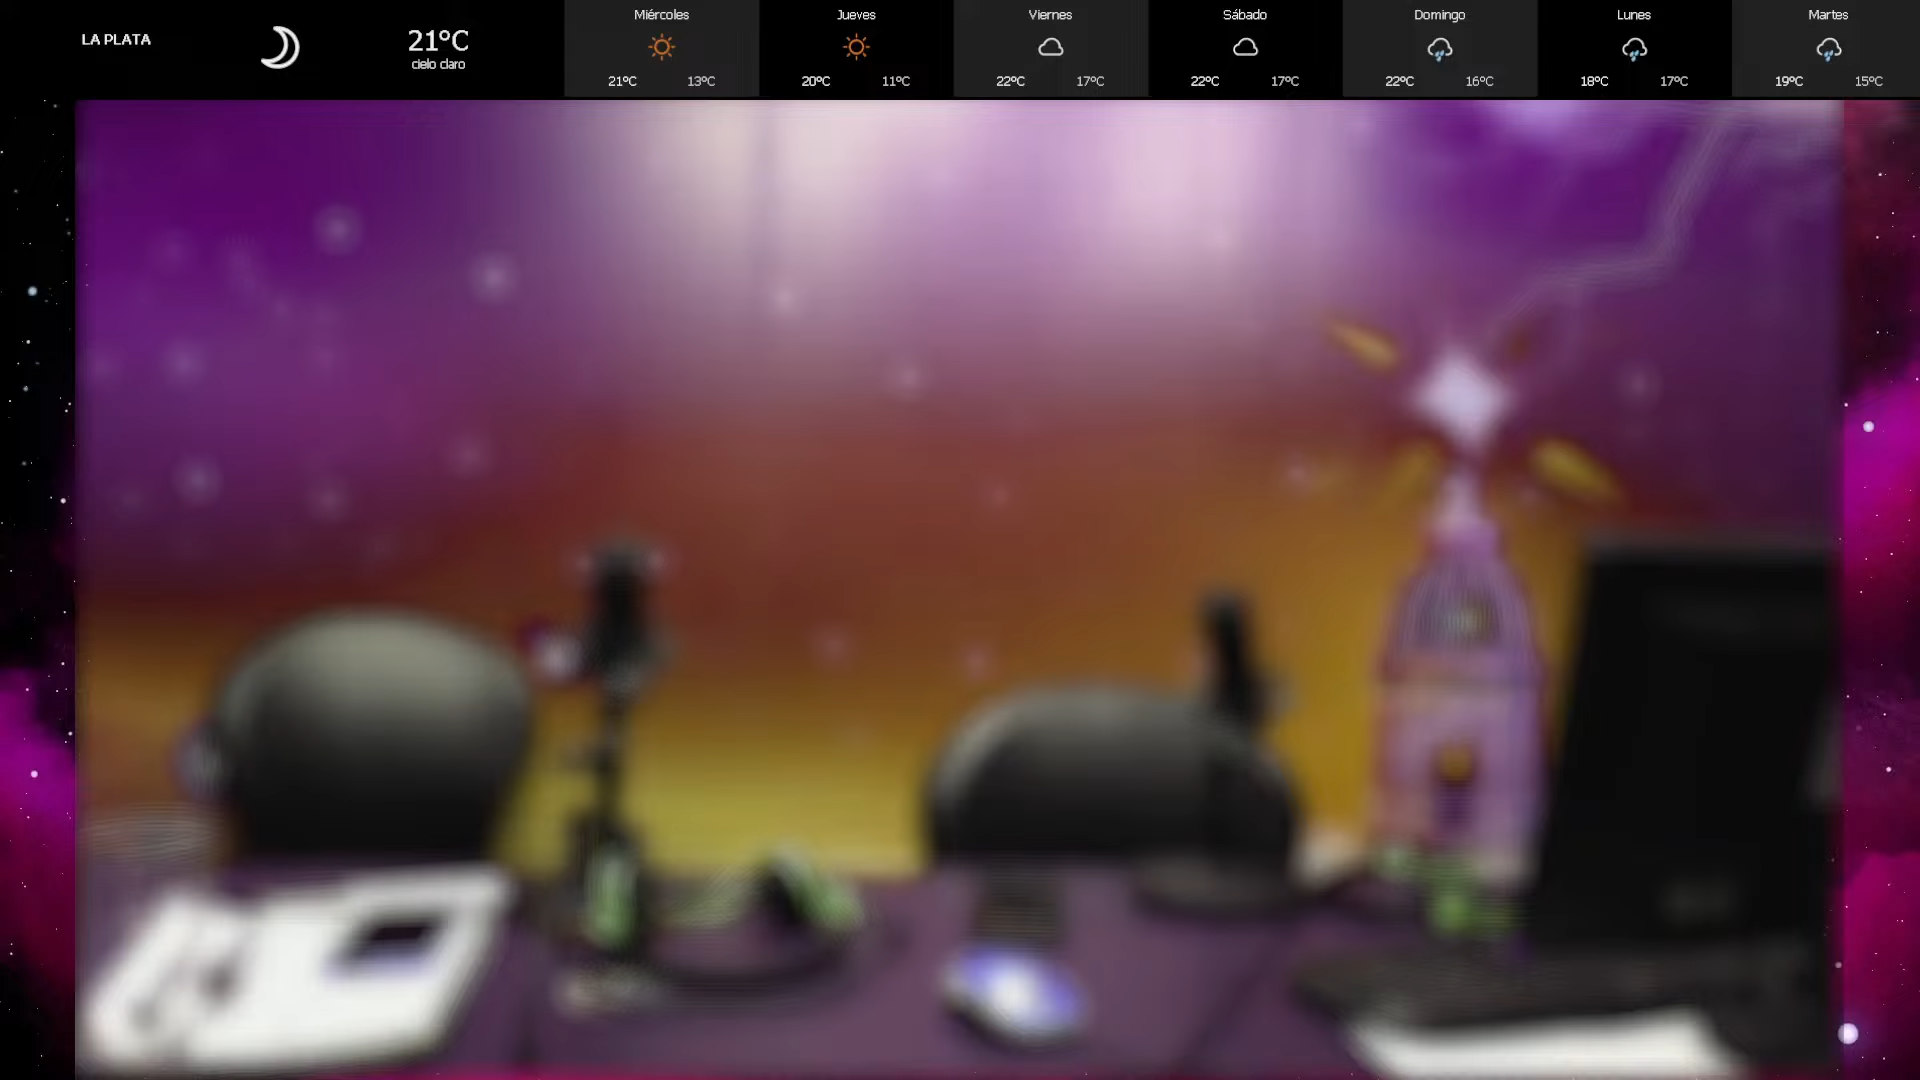 LA PLATA
21°C
cielo claro
Miércoles
21°C 13°C
Jueves
20°C 11°C
Viernes
22°C 17°C
Sábado
22°C 17°C
Domingo
22°C 16°C
Lunes
18°C 17°C
Martes
19°C 15°C